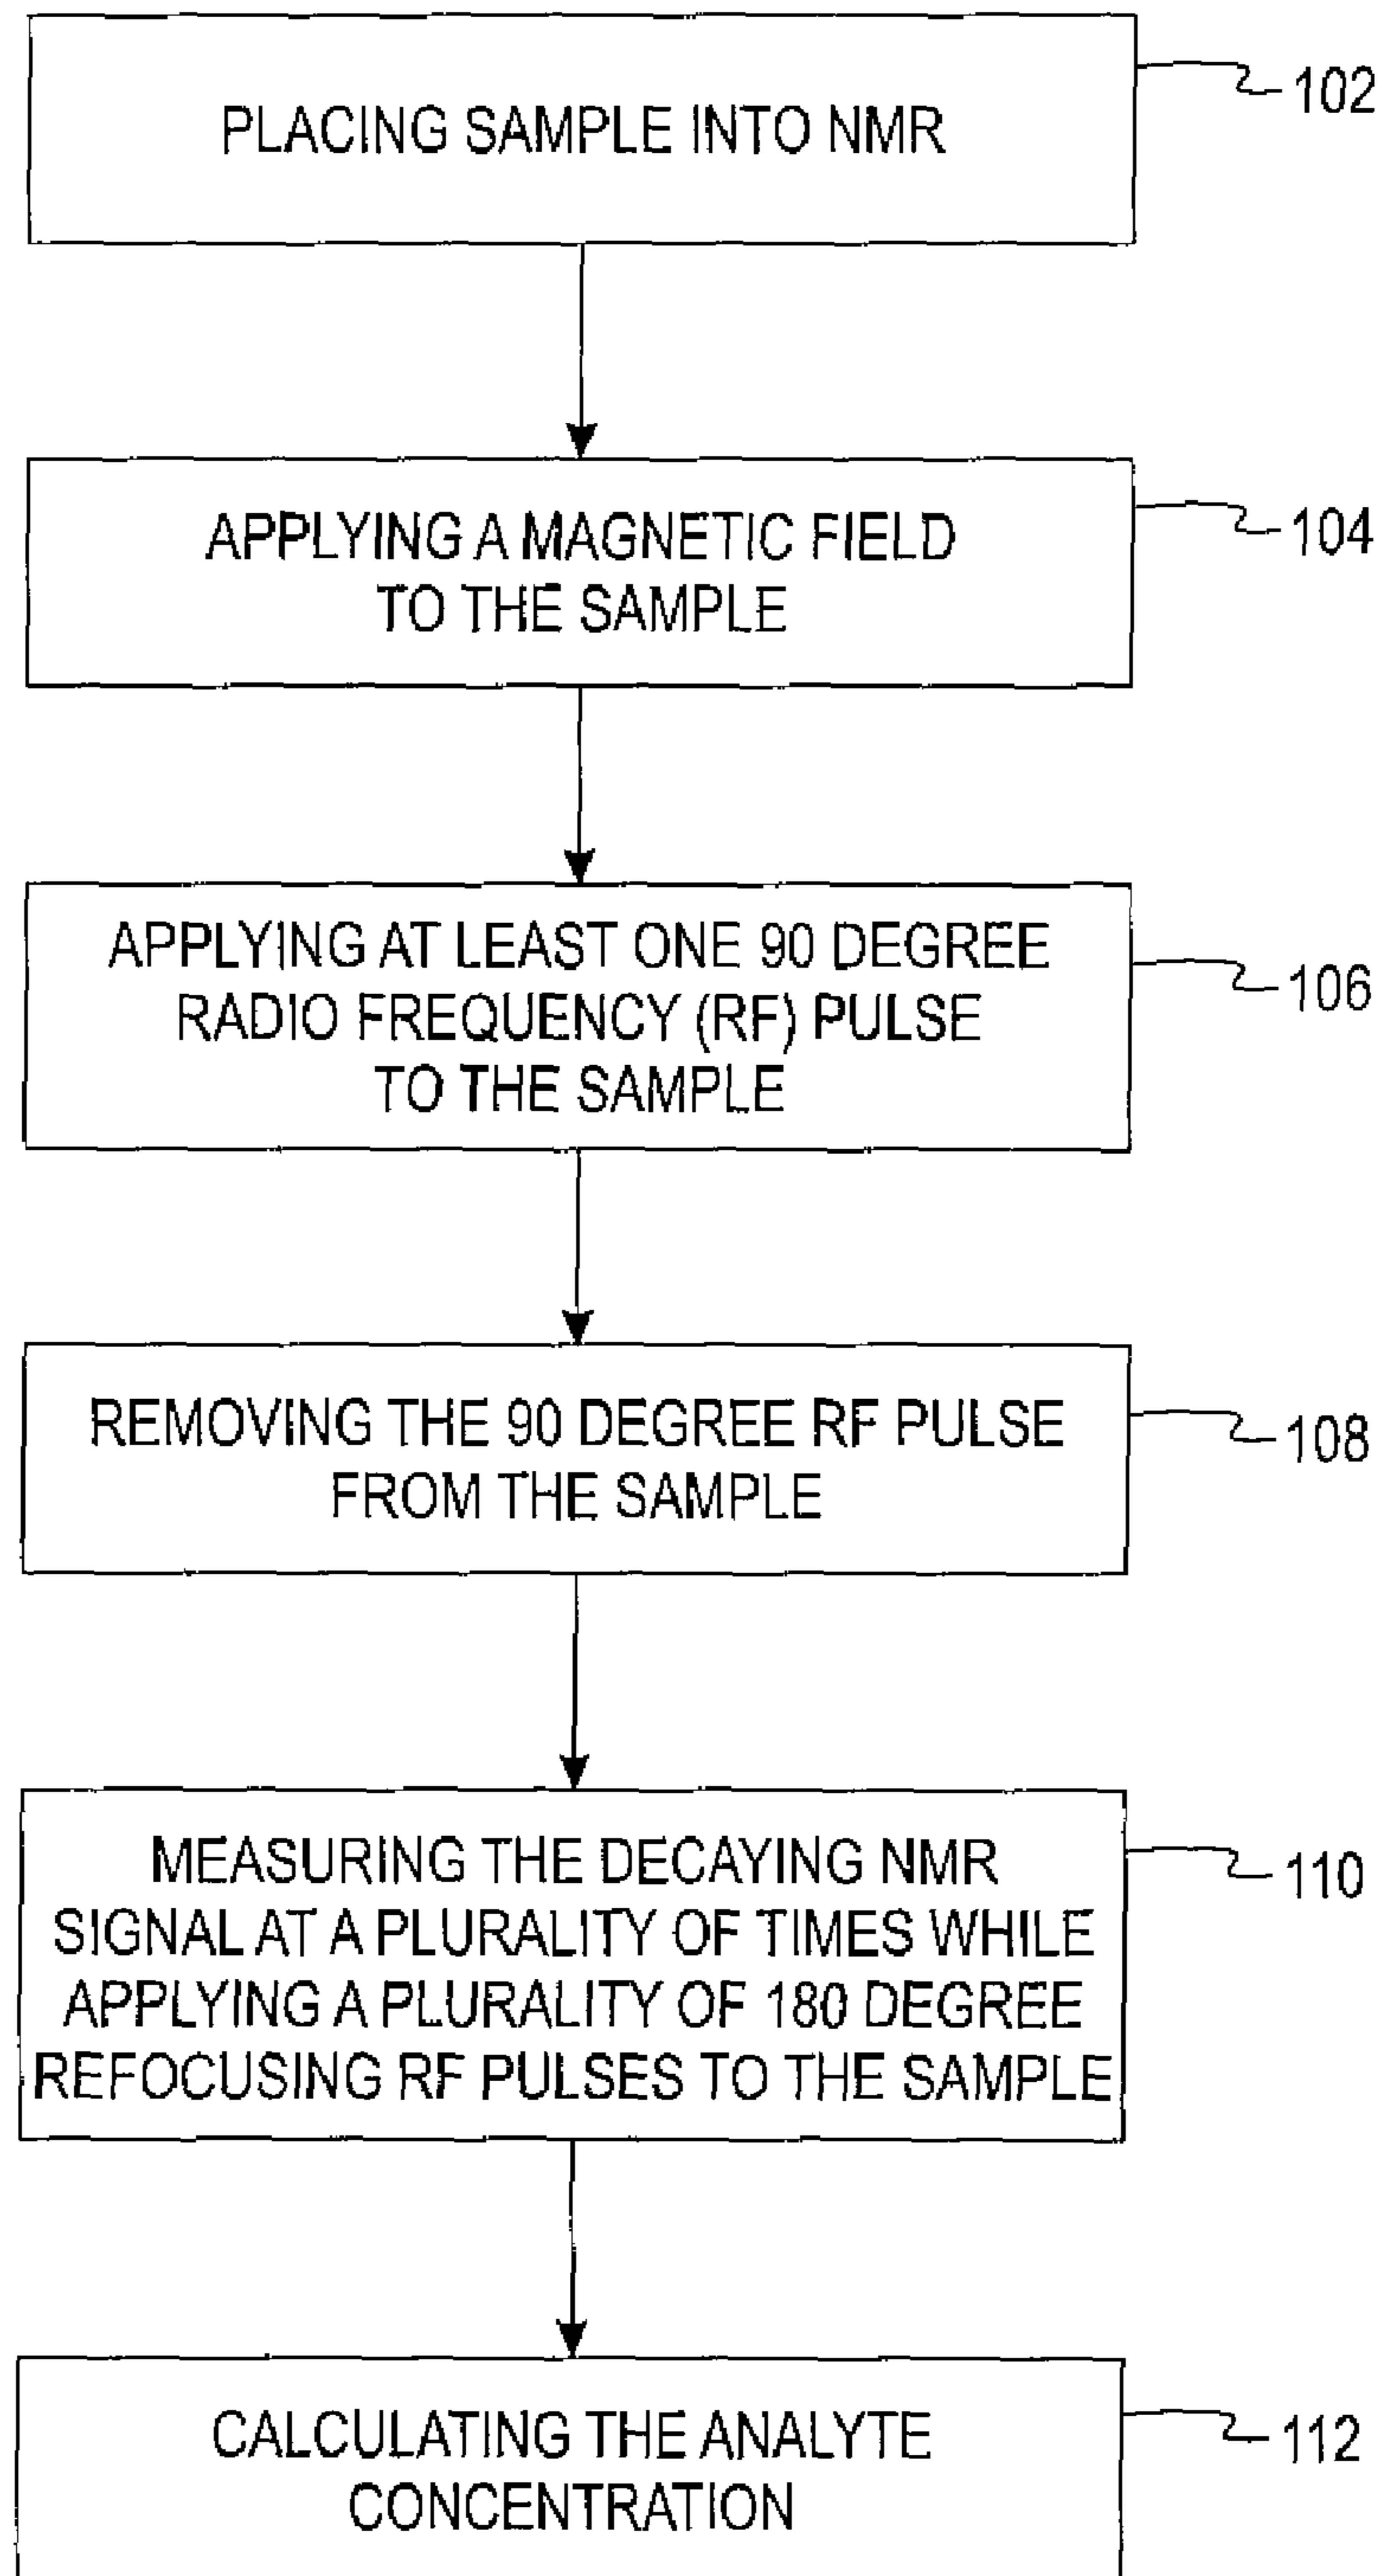 PLACING SAMPLE INTO NMR
102
APPLYING A MAGNETIC FIELD
TO THE SAMPLE
104
APPLYING AT LEAST ONE 90 DEGREE
RADIO FREQUENCY (RF) PULSE
TO THE SAMPLE
106
REMOVING THE 90 DEGREE RF PULSE
FROM THE SAMPLE
108
MEASURING THE DECAYING NMR
SIGNAL AT A PLURALITY OF TIMES WHILE
APPLYING A PLURALITY OF 180 DEGREE
REFOCUSING RF PULSES TO THE SAMPLE
110
CALCULATING THE ANALYTE
CONCENTRATION
112